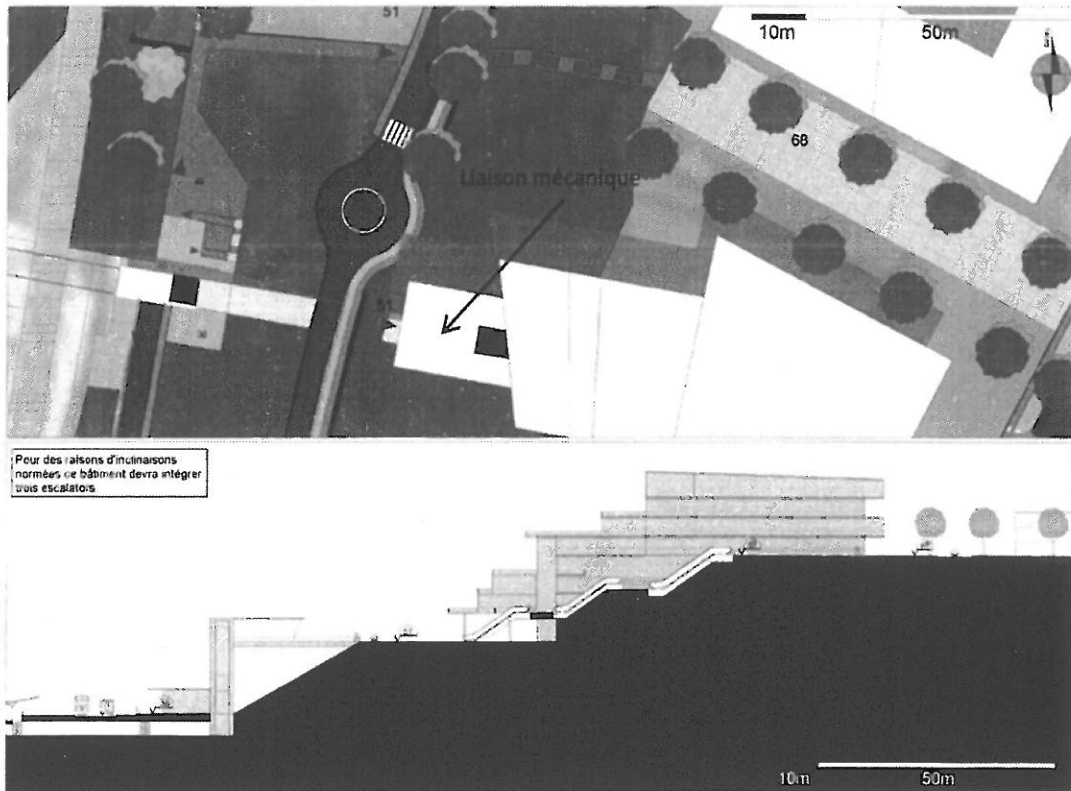 51
10m 50m
68
Liaison mécanique
51
Pour des raisons d'inclinaisons
normées ce bâtiment devra intégrer
trois escalators
10m 50m